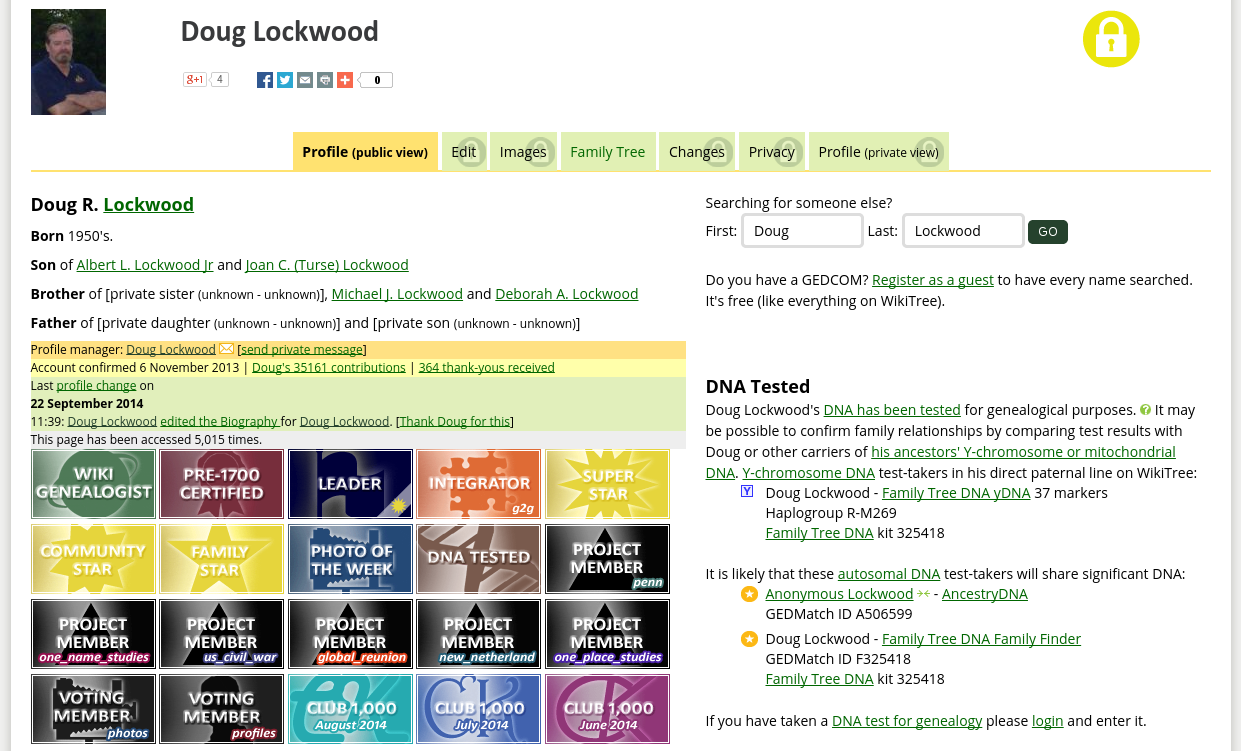 Doug Lockwood
g+1 4
0
Profile (public view) Edit Images Family Tree Changes Privacy Profile (private view)
Doug R. Lockwood
Born 1950's.
Son of Albert L. Lockwood Jr and Joan C. (Turse) Lockwood
Brother of [private sister (unknown - unknown)], Michael J. Lockwood and Deborah A. Lockwood
Father of [private daughter (unknown - unknown)] and [private son (unknown - unknown)]
Profile manager: Doug Lockwood [send private message]
Account confirmed 6 November 2013 | Doug's 35161 contributions | 364 thank-yous received
Last profile change on
22 September 2014
11:39: Doug Lockwood edited the Biography for Doug Lockwood. [Thank Doug for this]
This page has been accessed 5,015 times.
WIKI GENEALOGIST
PRE-1700 CERTIFIED
LEADER
INTEGRATOR g2g
SUPER STAR
COMMUNITY STAR
FAMILY STAR
PHOTO OF THE WEEK
DNA TESTED
PROJECT MEMBER penn
PROJECT MEMBER one_name_studies
PROJECT MEMBER us_civil_war
PROJECT MEMBER global_reunion
PROJECT MEMBER new_netherland
PROJECT MEMBER one_place_studies
VOTING MEMBER photos
VOTING MEMBER profiles
CLUB 1,000 August 2014
CLUB 1,000 July 2014
CLUB 1,000 June 2014
Searching for someone else?
First: Doug Last: Lockwood GO
Do you have a GEDCOM? Register as a guest to have every name searched.
It's free (like everything on WikiTree).
DNA Tested
Doug Lockwood's DNA has been tested for genealogical purposes. ? It may
be possible to confirm family relationships by comparing test results with
Doug or other carriers of his ancestors' Y-chromosome or mitochondrial
DNA. Y-chromosome DNA test-takers in his direct paternal line on WikiTree:
Y Doug Lockwood - Family Tree DNA yDNA 37 markers
Haplogroup R-M269
Family Tree DNA kit 325418
It is likely that these autosomal DNA test-takers will share significant DNA:
Anonymous Lockwood - AncestryDNA
GEDMatch ID A506599
Doug Lockwood - Family Tree DNA Family Finder
GEDMatch ID F325418
Family Tree DNA kit 325418
If you have taken a DNA test for genealogy please login and enter it.